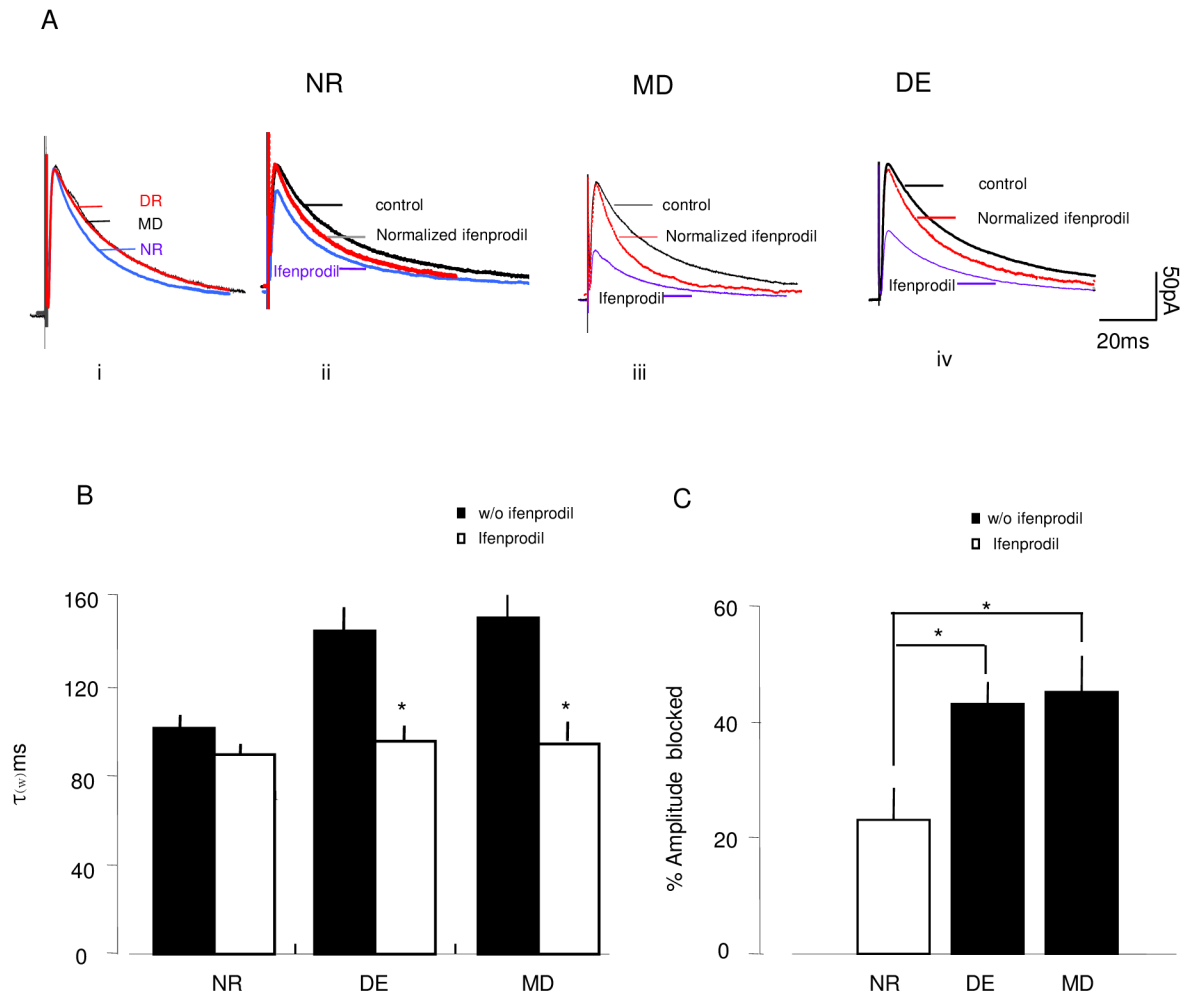 A
NR
MD
DE
DR
MD
NR
control
Normalized ifenprodil
Ifenprodil
control
Normalized ifenprodil
Ifenprodil
control
Normalized ifenprodil
Ifenprodil
50pA
20ms
i
ii
iii
iv
B
w/o ifenprodil
Ifenprodil
160
120
80
40
0
τ(w)ms
*
*
NR
DE
MD
C
w/o ifenprodil
Ifenprodil
60
40
20
0
% Amplitude blocked
*
*
NR
DE
MD